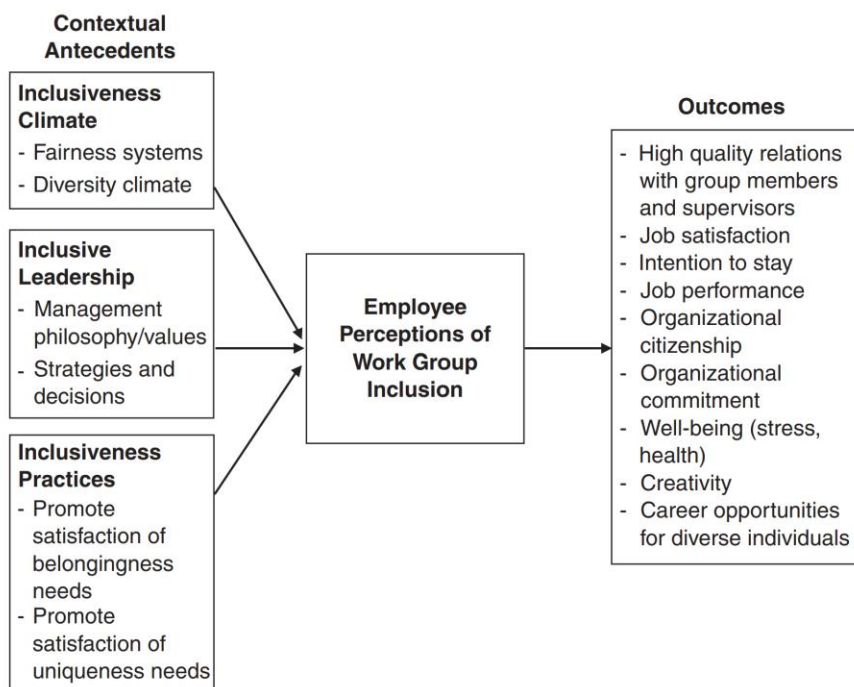 Contextual
Antecedents
Inclusiveness
Climate
- Fairness systems
- Diversity climate
Inclusive
Leadership
- Management
philosophy/values
- Strategies and
decisions
Inclusiveness
Practices
- Promote
satisfaction of
belongingness
needs
- Promote
satisfaction of
uniqueness needs
Employee
Perceptions of
Work Group
Inclusion
Outcomes
- High quality relations
with group members
and supervisors
- Job satisfaction
- Intention to stay
- Job performance
- Organizational
citizenship
- Organizational
commitment
- Well-being (stress,
health)
- Creativity
- Career opportunities
for diverse individuals